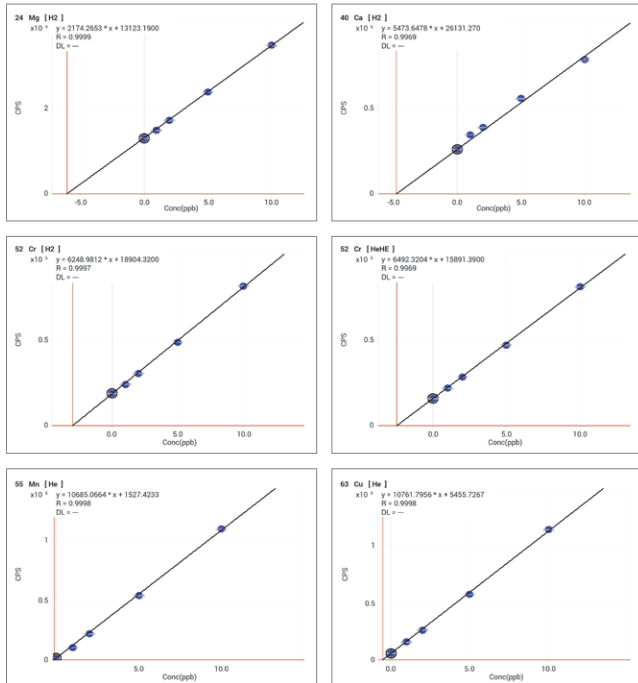 24 Mg [H2]
x10 4 y = 2174.2653 * x + 13123.1900
R = 0.9999
DL = ---
CPS
2
0
-5.0 0.0 5.0 10.0
Conc(ppb)
40 Ca [H2]
x10 5 y = 5473.6478 * x + 26131.270
R = 0.9969
DL = ---
CPS
0.5
0
-5.0 0.0 5.0 10.0
Conc(ppb)
52 Cr [H2]
x10 5 y = 6248.9812 * x + 18904.3200
R = 0.9997
DL = ---
CPS
0.5
0
0.0 5.0 10.0
Conc(ppb)
52 Cr [HeHE]
x10 5 y = 6492.3204 * x + 15891.3900
R = 0.9969
DL = ---
CPS
0.5
0
0.0 5.0 10.0
Conc(ppb)
55 Mn [He]
x10 5 y = 10685.0664 * x + 1527.4233
R = 0.9998
DL = ---
CPS
1
0.5
0
5.0 10.0
Conc(ppb)
63 Cu [He]
x10 5 y = 10761.7956 * x + 5455.7267
R = 0.9998
DL = ---
CPS
1
0.5
0
0.0 5.0 10.0
Conc(ppb)